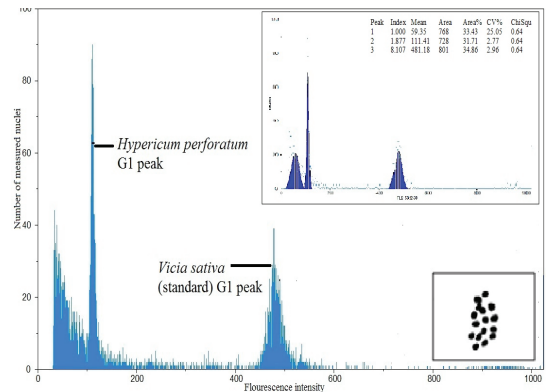 100
80
60
40
20
0
Number of measured nuclei
Hypericum perforatum
G1 peak
Vicia sativa
(standard) G1 peak
0 200 400 600 800 1000
Flourescence intensity
Peak Index Mean Area Area% CV% ChiSqu
1 1.000 59.35 768 33.43 25.05 0.64
2 1.877 111.41 728 31.71 2.77 0.64
3 8.107 481.18 801 34.86 2.96 0.64